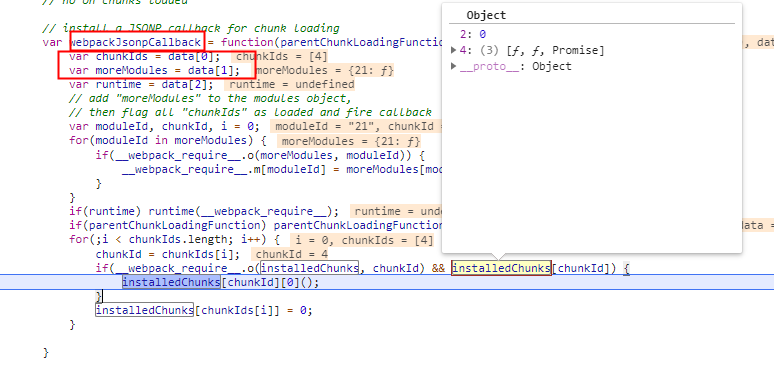 // no on chunks loaded
// install a JSONP callback for chunk loading
var webpackJsonpCallback = function(parentChunkLoadingFunc
var chunkIds = data[0]; chunkIds = [4]
var moreModules = data[1]; moreModules = {21: ƒ}
var runtime = data[2]; runtime = undefined
// add "moreModules" to the modules object,
// then flag all "chunkIds" as loaded and fire callback
var moduleId, chunkId, i = 0; moduleId = "21", chunkId =
for(moduleId in moreModules) { moreModules = {21: ƒ}
if(__webpack_require__.o(moreModules, moduleId)) {
__webpack_require__.m[moduleId] = moreModules[mod
}
}
if(runtime) runtime(__webpack_require__); runtime = und
if(parentChunkLoadingFunction) parentChunkLoadingFunction
data =
for(;i < chunkIds.length; i++) { i = 0, chunkIds = [4]
chunkId = chunkIds[i]; chunkId = 4
if(__webpack_require__.o(installedChunks, chunkId) && installedChunks[chunkId]) {
installedChunks[chunkId][0]();
}
installedChunks[chunkIds[i]] = 0;
}
}
Object
2: 0
4: (3) [ƒ, ƒ, Promise]
__proto__: Object
, dat